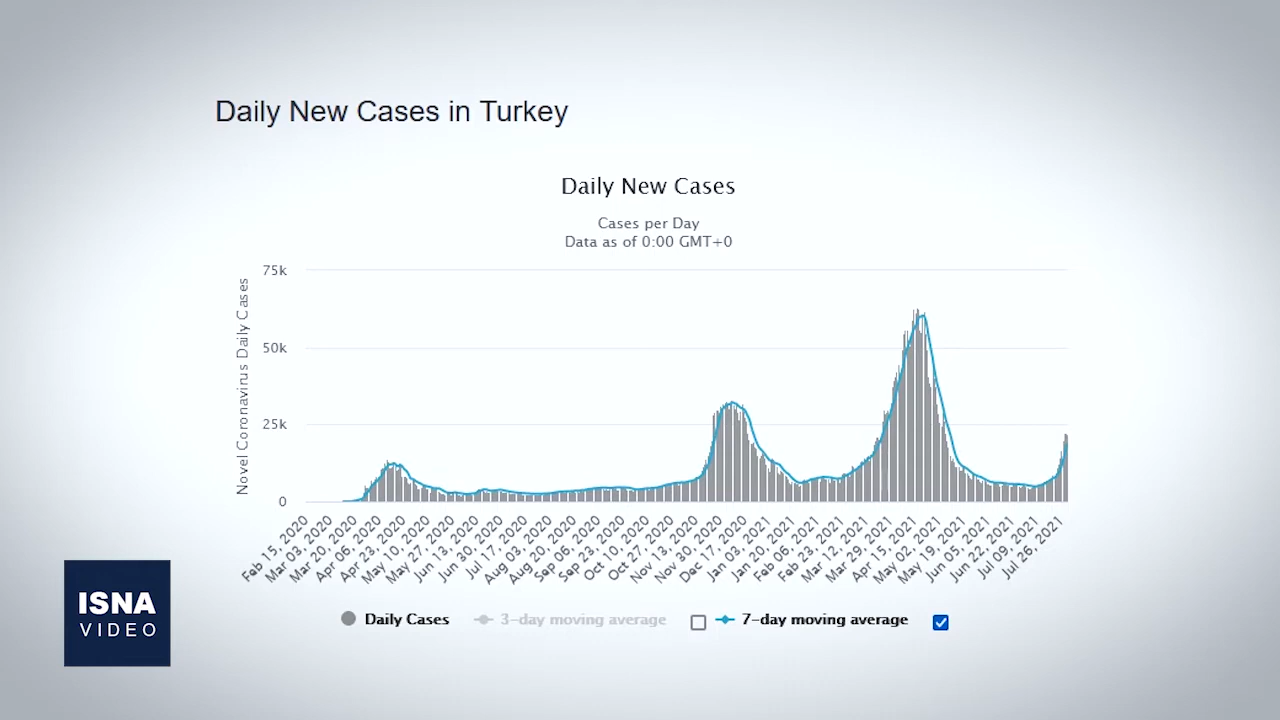 Daily New Cases in Turkey
Daily New Cases
Cases per Day
Data as of 0:00 GMT+0
Novel Coronavirus Daily Cases
75k
50k
25k
0
Feb 15, 2020
Mar 03, 2020
Mar 20, 2020
Apr 06, 2020
Apr 23, 2020
May 10, 2020
May 27, 2020
Jun 13, 2020
Jun 30, 2020
Jul 17, 2020
Aug 03, 2020
Aug 20, 2020
Sep 06, 2020
Sep 23, 2020
Oct 10, 2020
Oct 27, 2020
Nov 13, 2020
Nov 30, 2020
Dec 17, 2020
Jan 03, 2021
Jan 20, 2021
Feb 06, 2021
Feb 23, 2021
Mar 12, 2021
Mar 29, 2021
Apr 15, 2021
May 02, 2021
May 19, 2021
Jun 05, 2021
Jun 22, 2021
Jul 09, 2021
Jul 26, 2021
Daily Cases 3-day moving average 7-day moving average
ISNA
VIDEO